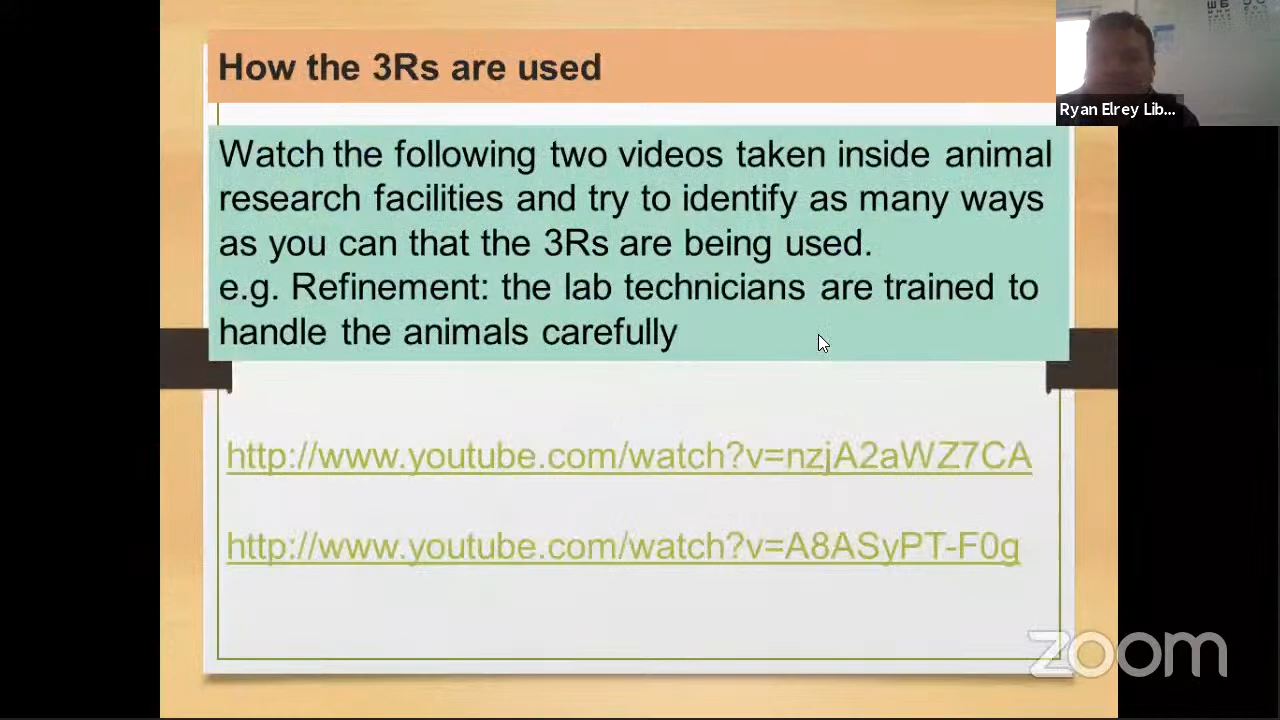 How the 3Rs are used
Ryan Elrey Lib...
Watch the following two videos taken inside animal
research facilities and try to identify as many ways
as you can that the 3Rs are being used.
e.g. Refinement: the lab technicians are trained to
handle the animals carefully
http://www.youtube.com/watch?v=nzjA2aWZ7CA
http://www.youtube.com/watch?v=A8ASyPT-F0g
zoom